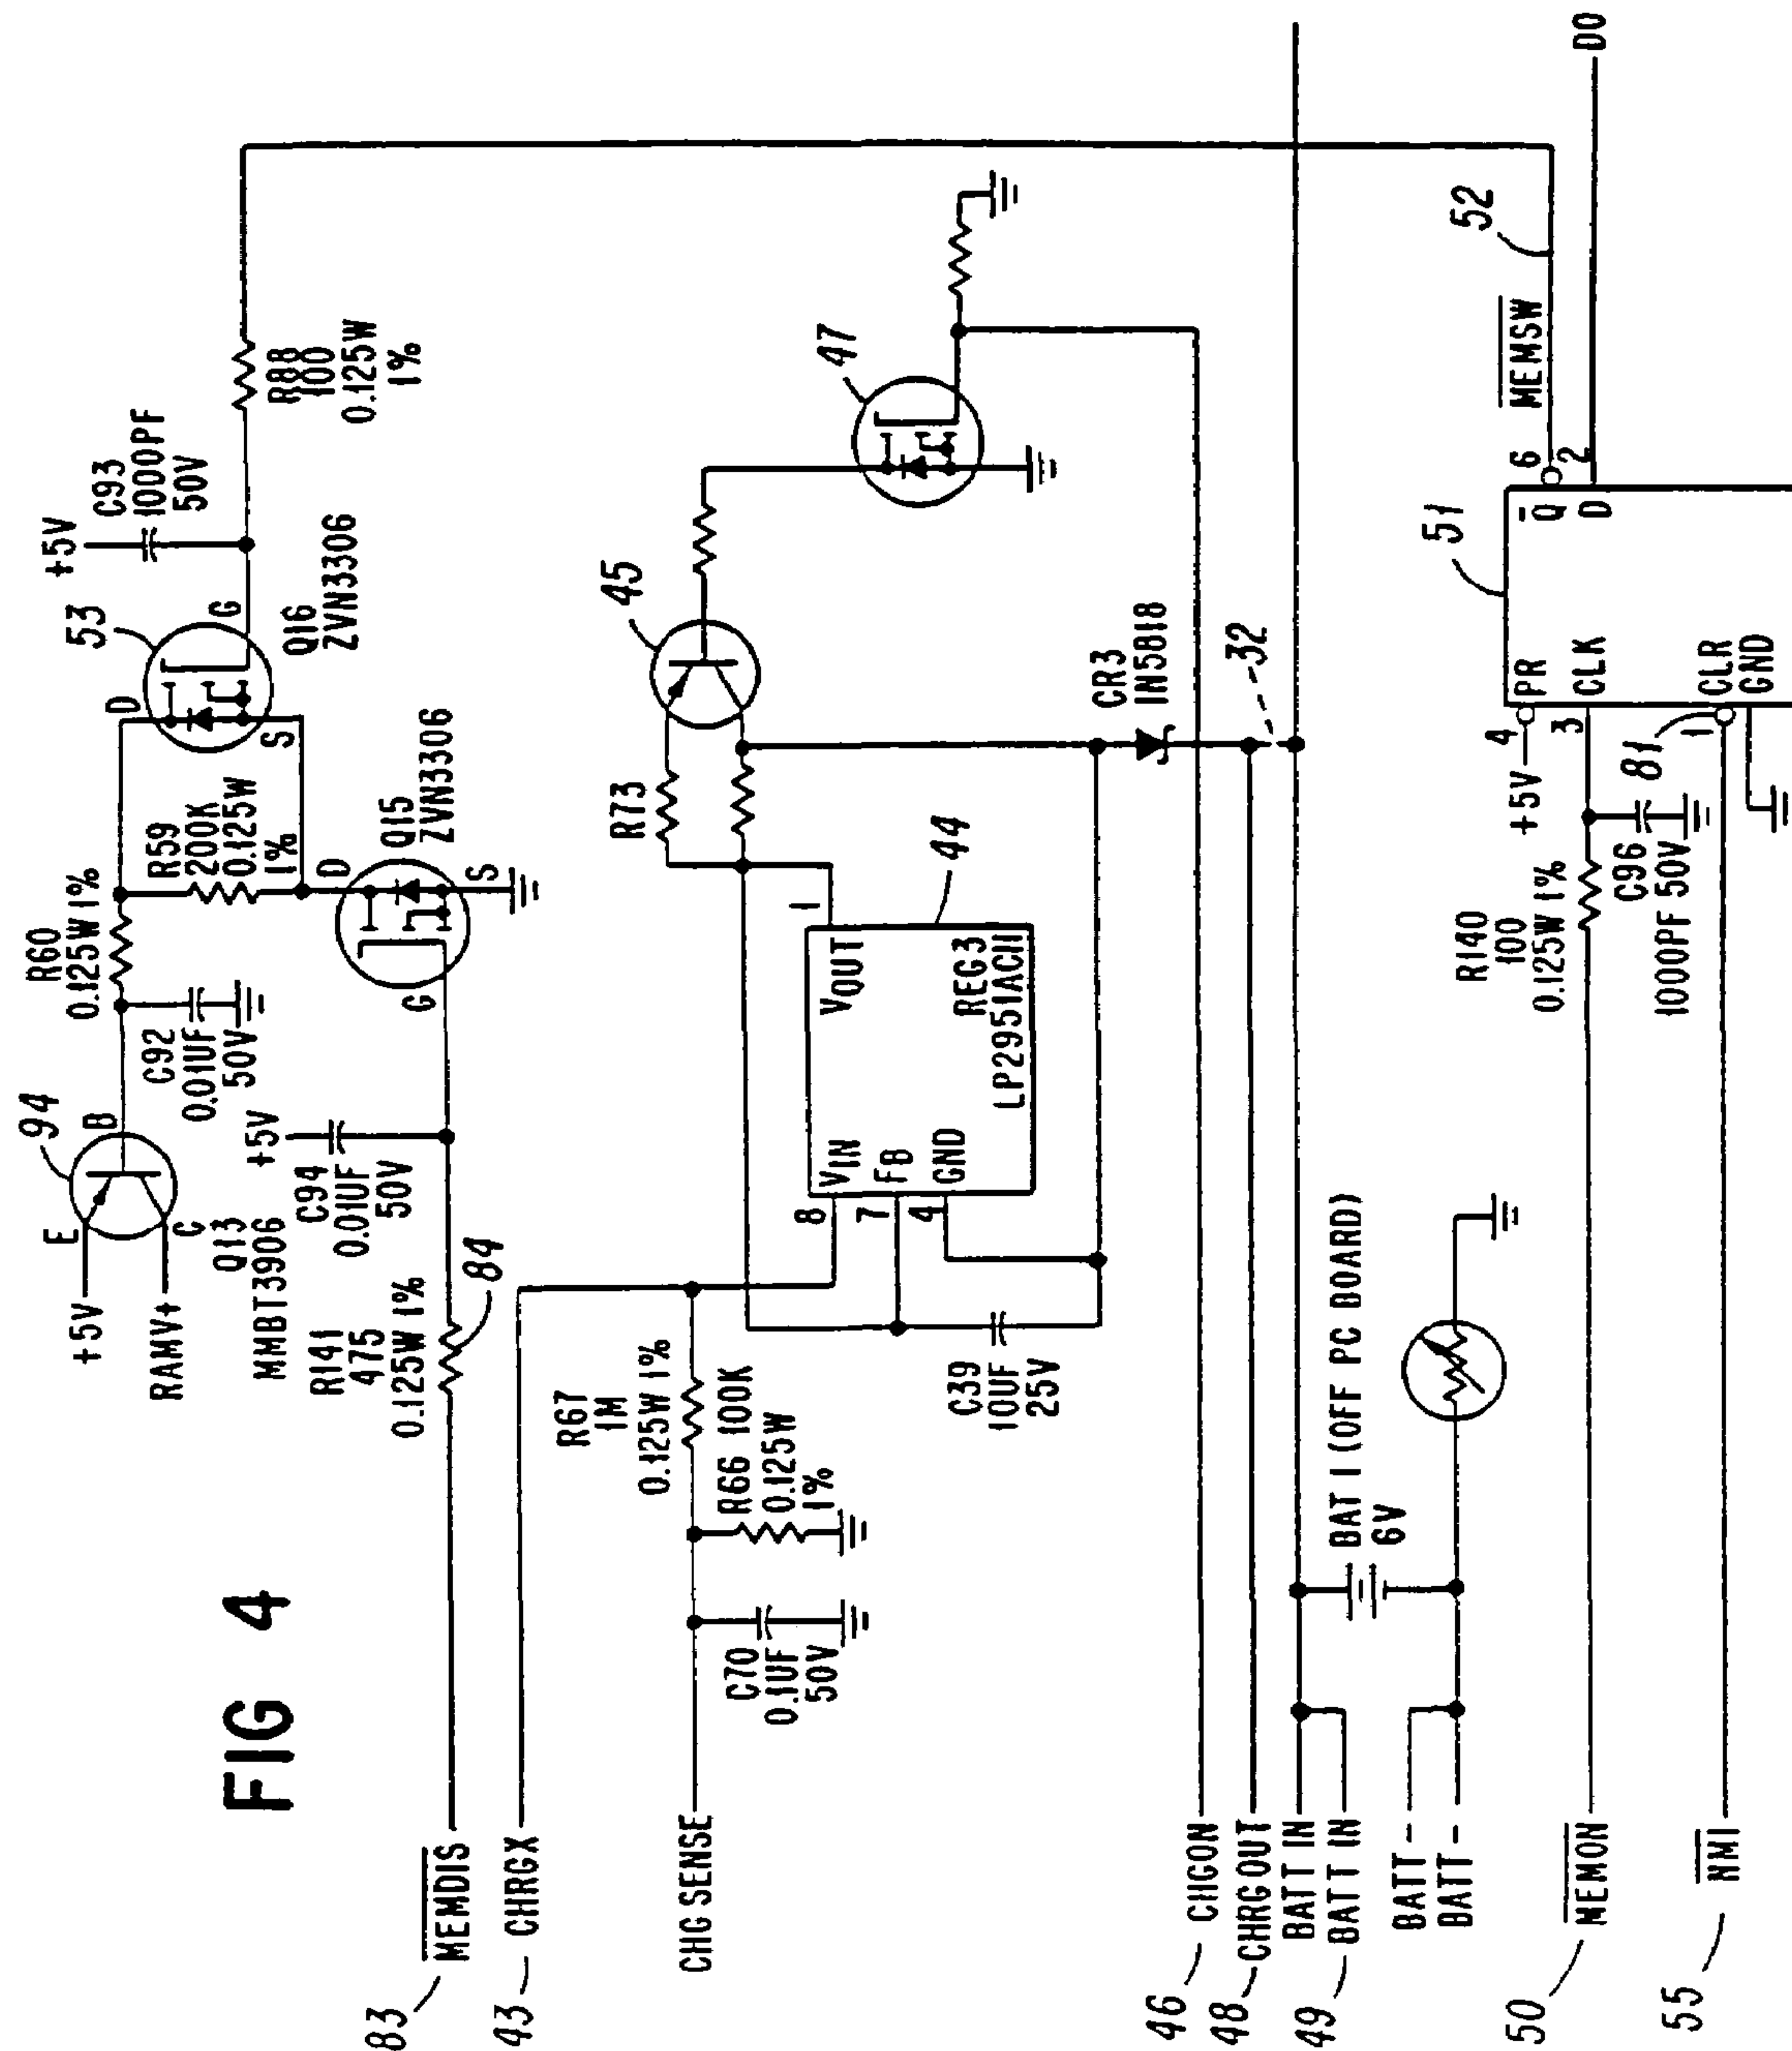 FIG 4
+5V
RAMV+
E
C
B
94
Q13
MMBT3906
C92
0.01UF
50V
R60
0.125W 1%
R59
200K
0.125W
1%
D
S
53
G
Q16
ZVN3306
+5V
C93
1000PF
50V
R88
100
0.125W
1%
D
Q15
ZVN3306
S
G
+5V
C94
0.01UF
50V
R141
475
0.125W 1%
84
83
MEMDIS
43
CHRGX
CHG SENSE
R67
1M
0.125W 1%
R66 100K
0.125W
1%
C70
0.1UF
50V
R73
45
47
8
VIN
7
FB
4
GND
1
VOUT
REG3
LP2951ACN
44
C39
10UF
25V
CR3
IN5818
32
46
CHGON
48
CHRGOUT
BATT IN
49
BATT IN
BATT -
BATT -
BAT 1 (OFF PC BOARD)
6V
50
MEMON
55
NMI
R140
100
0.125W 1%
C96
1000PF 50V
+5V
4
PR
3
CLK
81
1
CLR
GND
51
Q
6
D
2
MEMSW
52
D0